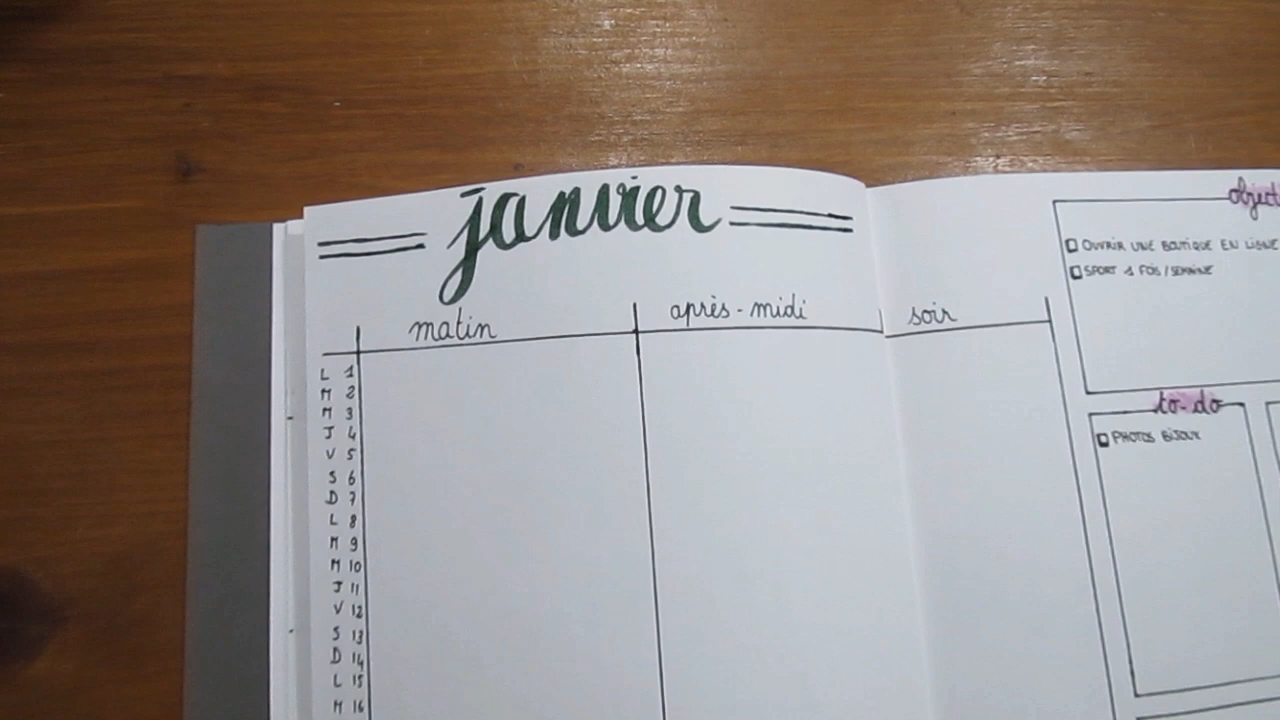 janvier
matin après-midi soir
L 1
M 2
M 3
J 4
V 5
S 6
D 7
L 8
M 9
M 10
J 11
V 12
S 13
D 14
L 15
M 16
object
OUVRIR UNE BOUTIQUE EN LIGNE
SPORT 1 FOIS/SEMAINE
to-do
PHOTOS BIJOUX